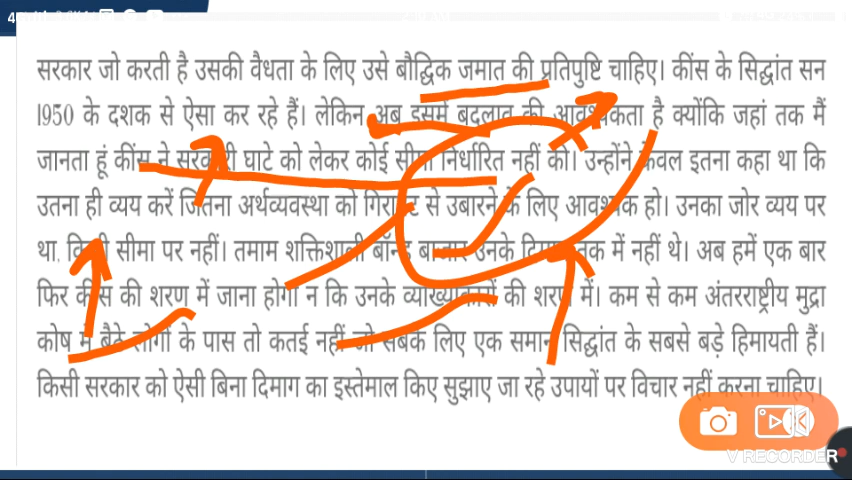 सरकार जो करती है उसकी वैधता के लिए उसे बौद्धिक जमात की प्रतिपुष्टि चाहिए। कींस के सिद्धांत सन
1950 के दशक से ऐसा कर रहे हैं। लेकिन अब इसमें बदलाव की आवश्यकता है क्योंकि जहां तक मैं
जानता हूं कींस ने सरकारी घाटे को लेकर कोई सीमा निर्धारित नहीं की। उन्होंने केवल इतना कहा था कि
उतना ही व्यय करें जितना अर्थव्यवस्था को गिरावट से उबारने के लिए आवश्यक हो। उनका जोर व्यय पर
था, किसी सीमा पर नहीं। तमाम शक्तिशाली बॉन्ड बाजार उनके दिमाग तक में नहीं थे। अब हमें एक बार
फिर कींस की शरण में जाना होगा न कि उनके व्याख्याकारों की शरण में। कम से कम अंतरराष्ट्रीय मुद्रा
कोष में बैठे लोगों के पास तो कतई नहीं जो सबके लिए एक समान सिद्धांत के सबसे बड़े हिमायती हैं।
किसी सरकार को ऐसी बिना दिमाग का इस्तेमाल किए सुझाए जा रहे उपायों पर विचार नहीं करना चाहिए।
V RECORDER